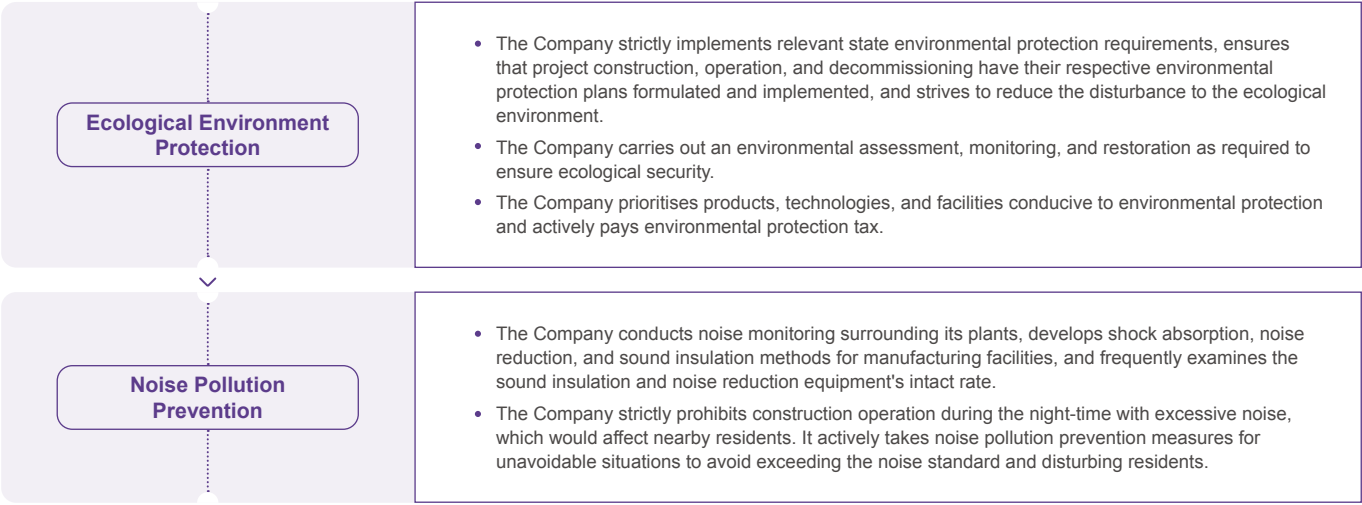 Ecological Environment
Protection
• The Company strictly implements relevant state environmental protection requirements, ensures
that project construction, operation, and decommissioning have their respective environmental
protection plans formulated and implemented, and strives to reduce the disturbance to the ecological
environment.
• The Company carries out an environmental assessment, monitoring, and restoration as required to
ensure ecological security.
• The Company prioritises products, technologies, and facilities conducive to environmental protection
and actively pays environmental protection tax.
Noise Pollution
Prevention
• The Company conducts noise monitoring surrounding its plants, develops shock absorption, noise
reduction, and sound insulation methods for manufacturing facilities, and frequently examines the
sound insulation and noise reduction equipment's intact rate.
• The Company strictly prohibits construction operation during the night-time with excessive noise,
which would affect nearby residents. It actively takes noise pollution prevention measures for
unavoidable situations to avoid exceeding the noise standard and disturbing residents.